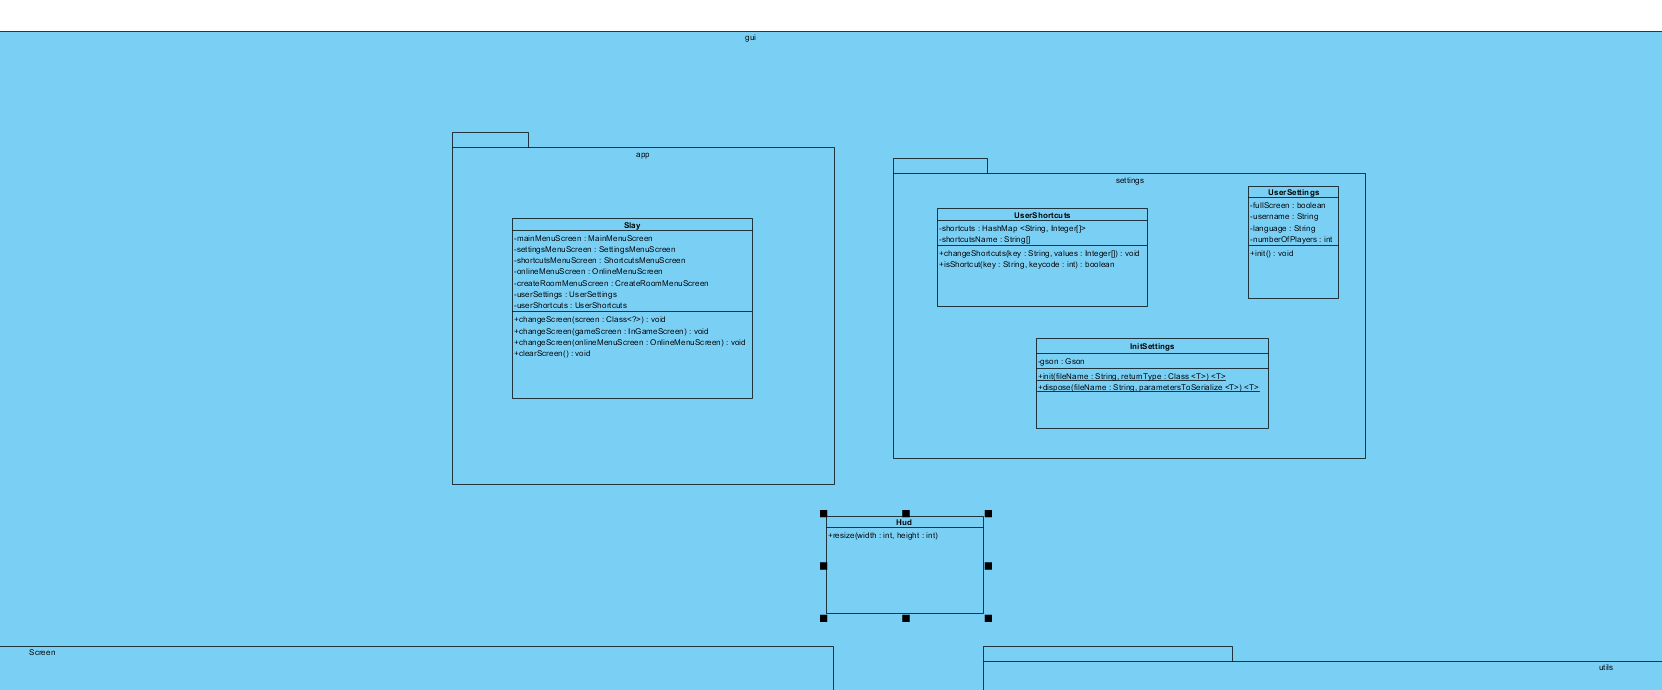 gui
app
Slay
-mainMenuScreen : MainMenuScreen
-settingsMenuScreen : SettingsMenuScreen
-shortcutsMenuScreen : ShortcutsMenuScreen
-onlineMenuScreen : OnlineMenuScreen
-createRoomMenuScreen : CreateRoomMenuScreen
-userSettings : UserSettings
-userShortcuts : UserShortcuts
+changeScreen(screen : Class<?>) : void
+changeScreen(gameScreen : InGameScreen) : void
+changeScreen(onlineMenuScreen : OnlineMenuScreen) : void
+clearScreen() : void
settings
UserShortcuts
-shortcuts : HashMap <String, Integer[]>
-shortcutsName : String[]
+changeShortcuts(key : String, values : Integer[]) : void
+isShortcut(key : String, keycode : int) : boolean
UserSettings
-fullScreen : boolean
-username : String
-language : String
-numberOfPlayers : int
+init() : void
InitSettings
-gson : Gson
+init(fileName : String, returnType : Class <T>) <T>
+dispose(fileName : String, parametersToSerialize <T>) <T>
Hud
+resize(width : int, height : int)
Screen
utils